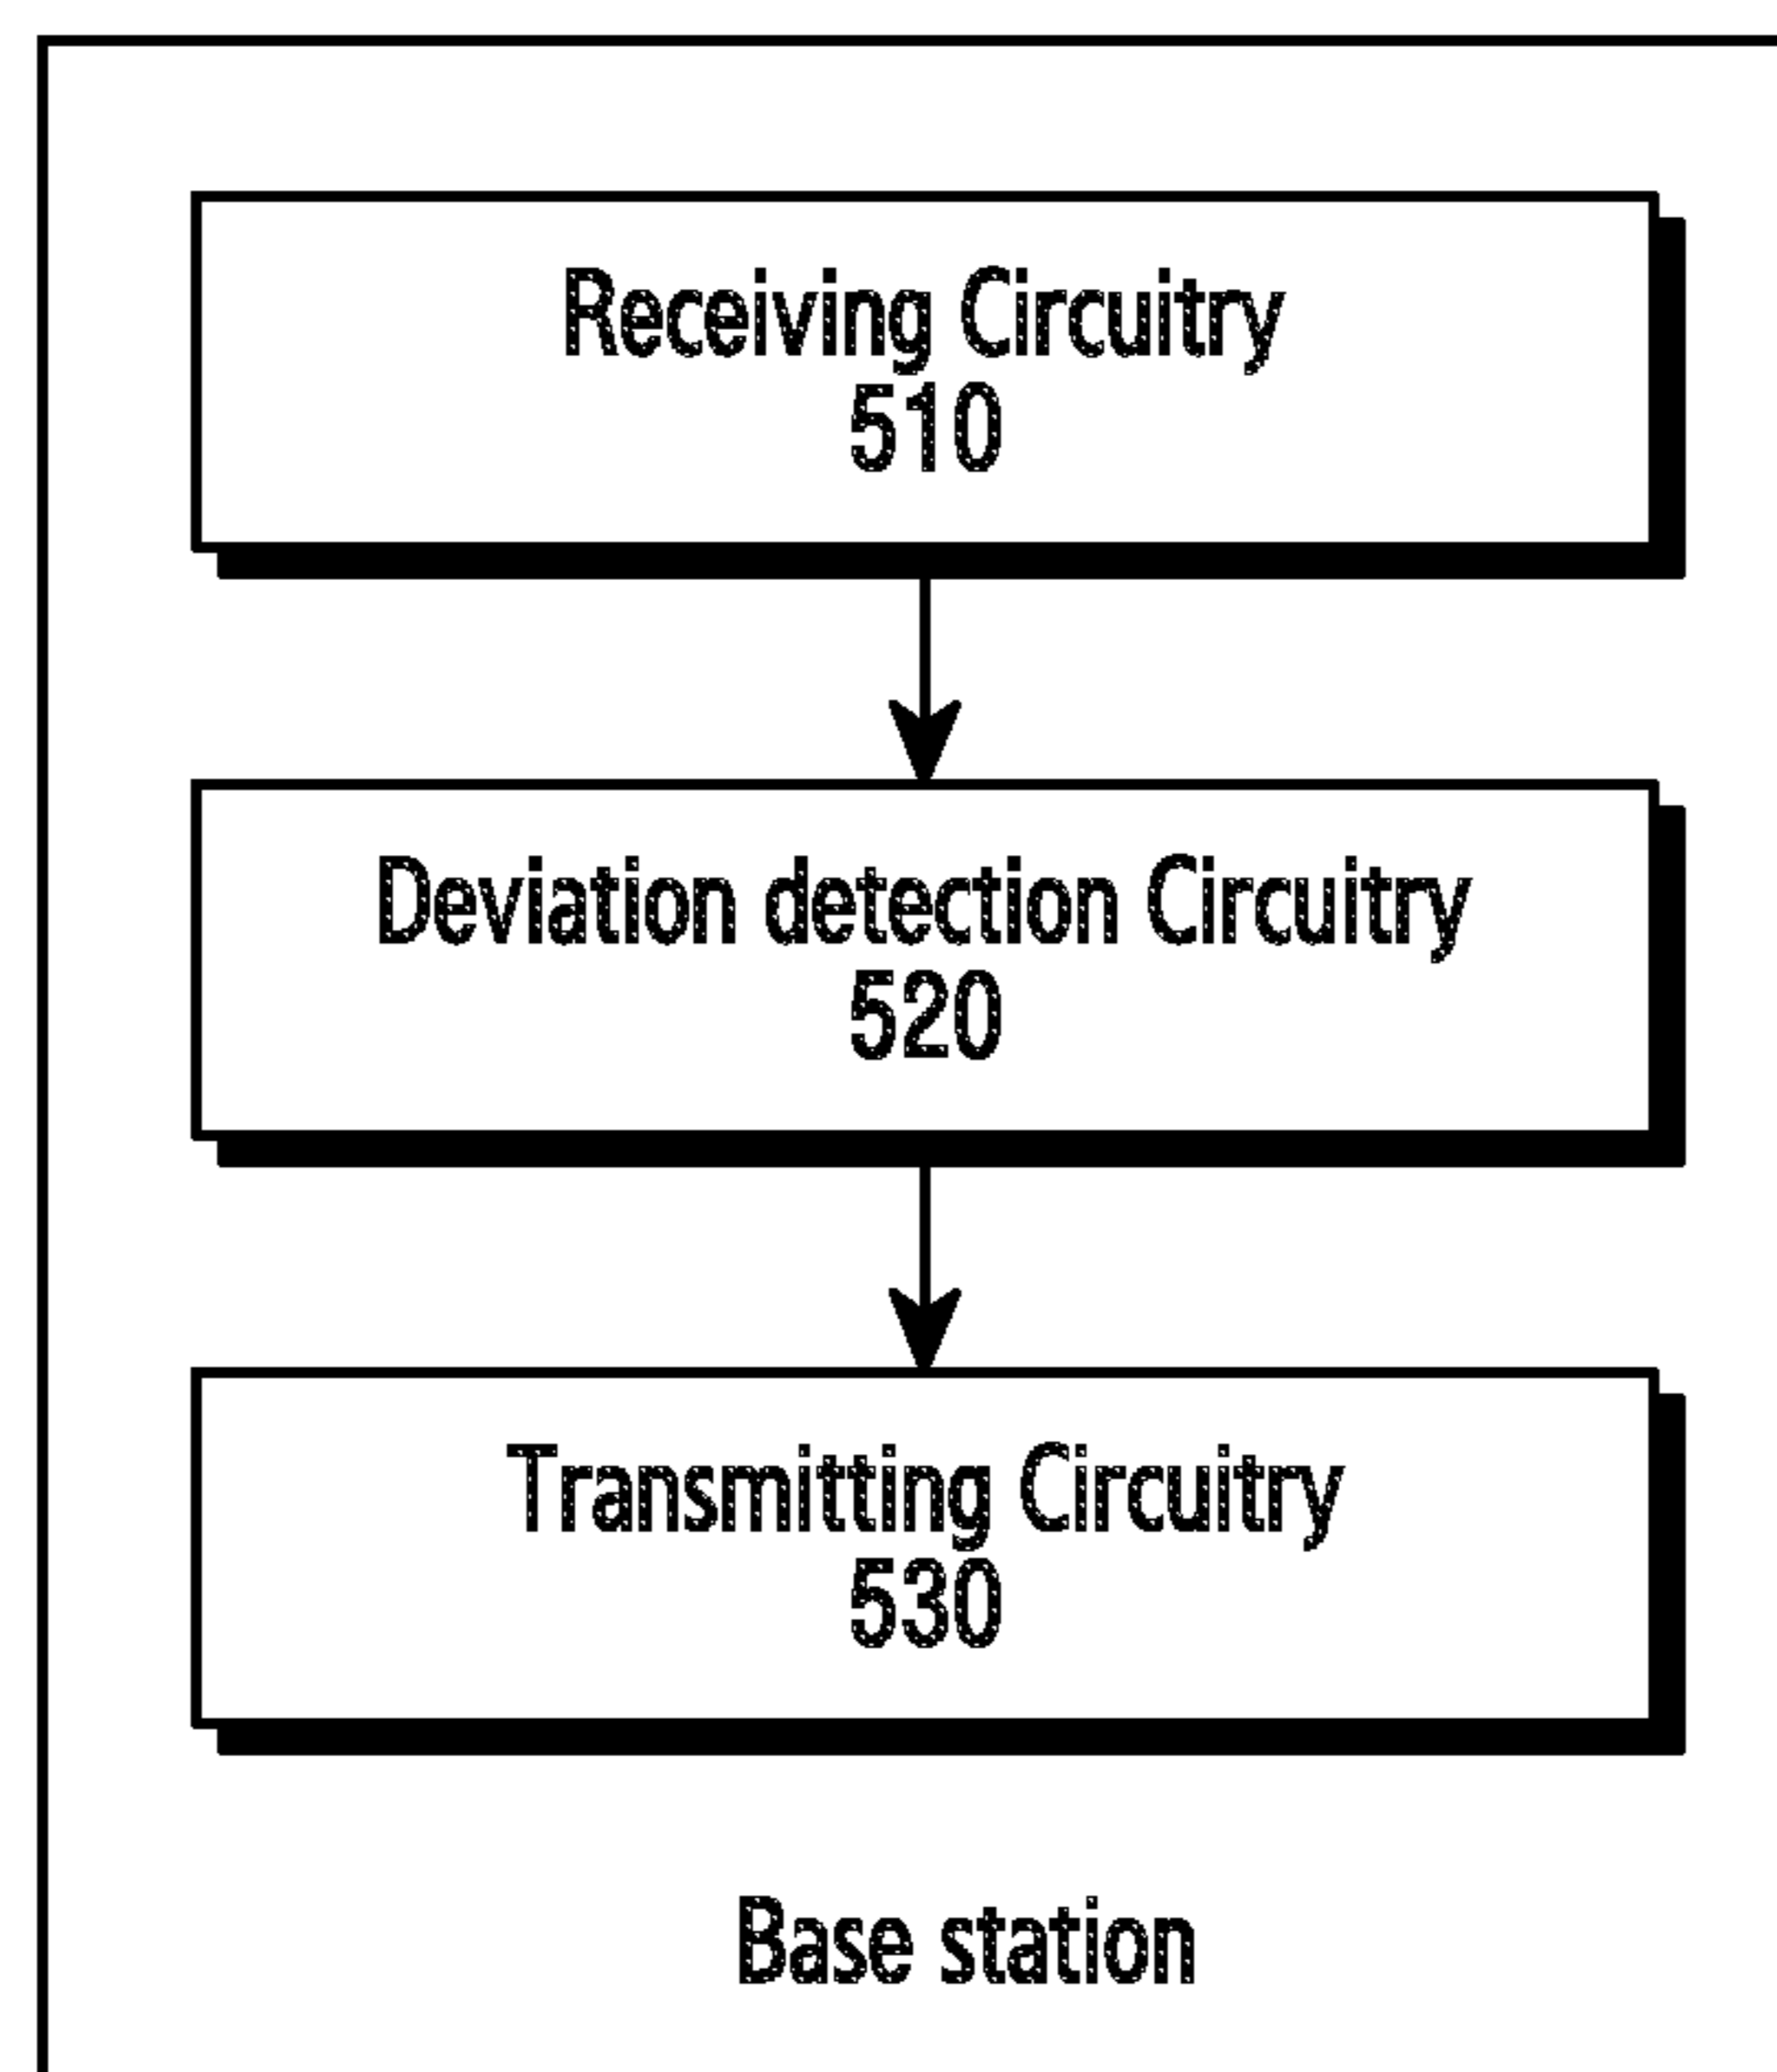 Receiving Circuitry
510
Deviation detection Circuitry
520
Transmitting Circuitry
530
Base station